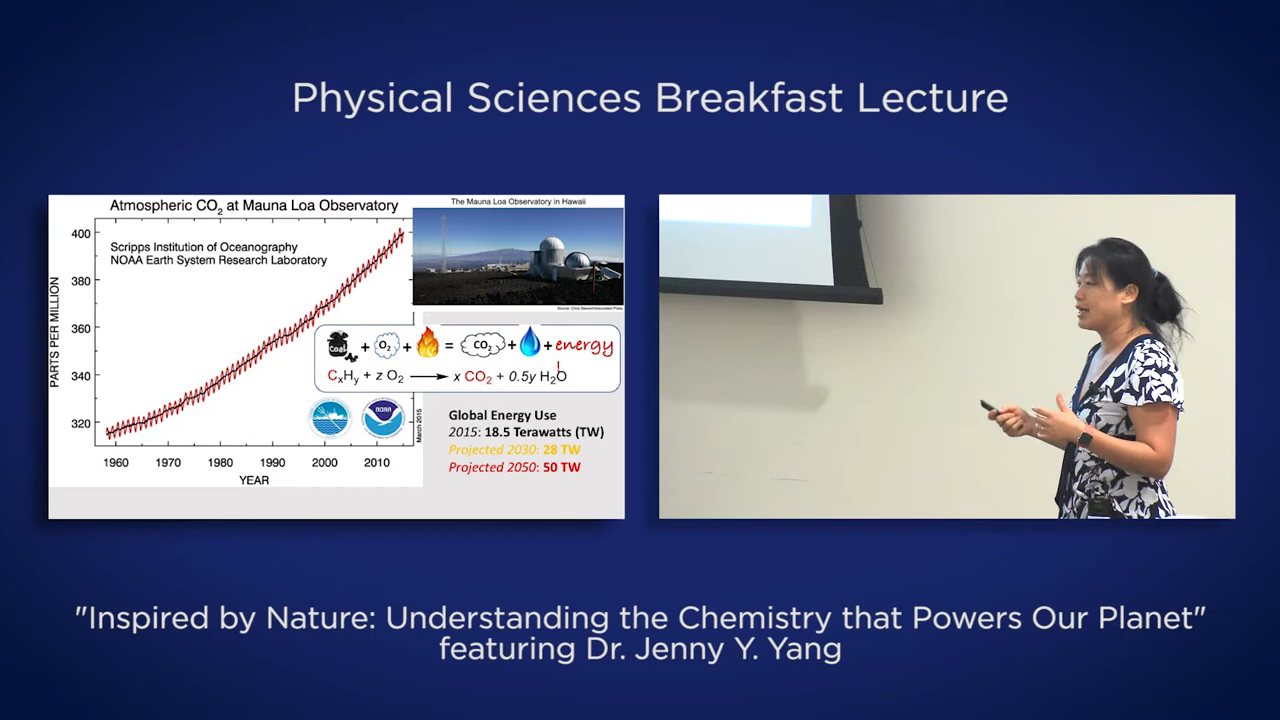 Physical Sciences Breakfast Lecture
Atmospheric CO2 at Mauna Loa Observatory
Scripps Institution of Oceanography
NOAA Earth System Research Laboratory
PARTS PER MILLION
400
380
360
340
320
1960
1970
1980
1990
2000
2010
YEAR
March 2015
The Mauna Loa Observatory in Hawaii
Coal + O2 + = CO2 + + energy
CxHy + z O2 → x CO2 + 0.5y H2O
NOAA
Global Energy Use
2015: 18.5 Terawatts (TW)
Projected 2030: 28 TW
Projected 2050: 50 TW
"Inspired by Nature: Understanding the Chemistry that Powers Our Planet"
featuring Dr. Jenny Y. Yang